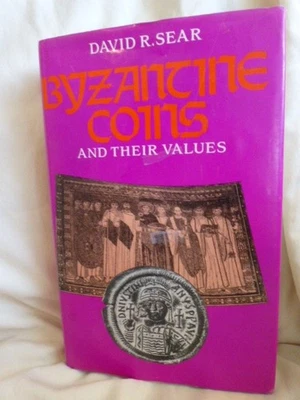 DAVID R. SEAR
BYZANTINE
COINS
AND THEIR VALUES